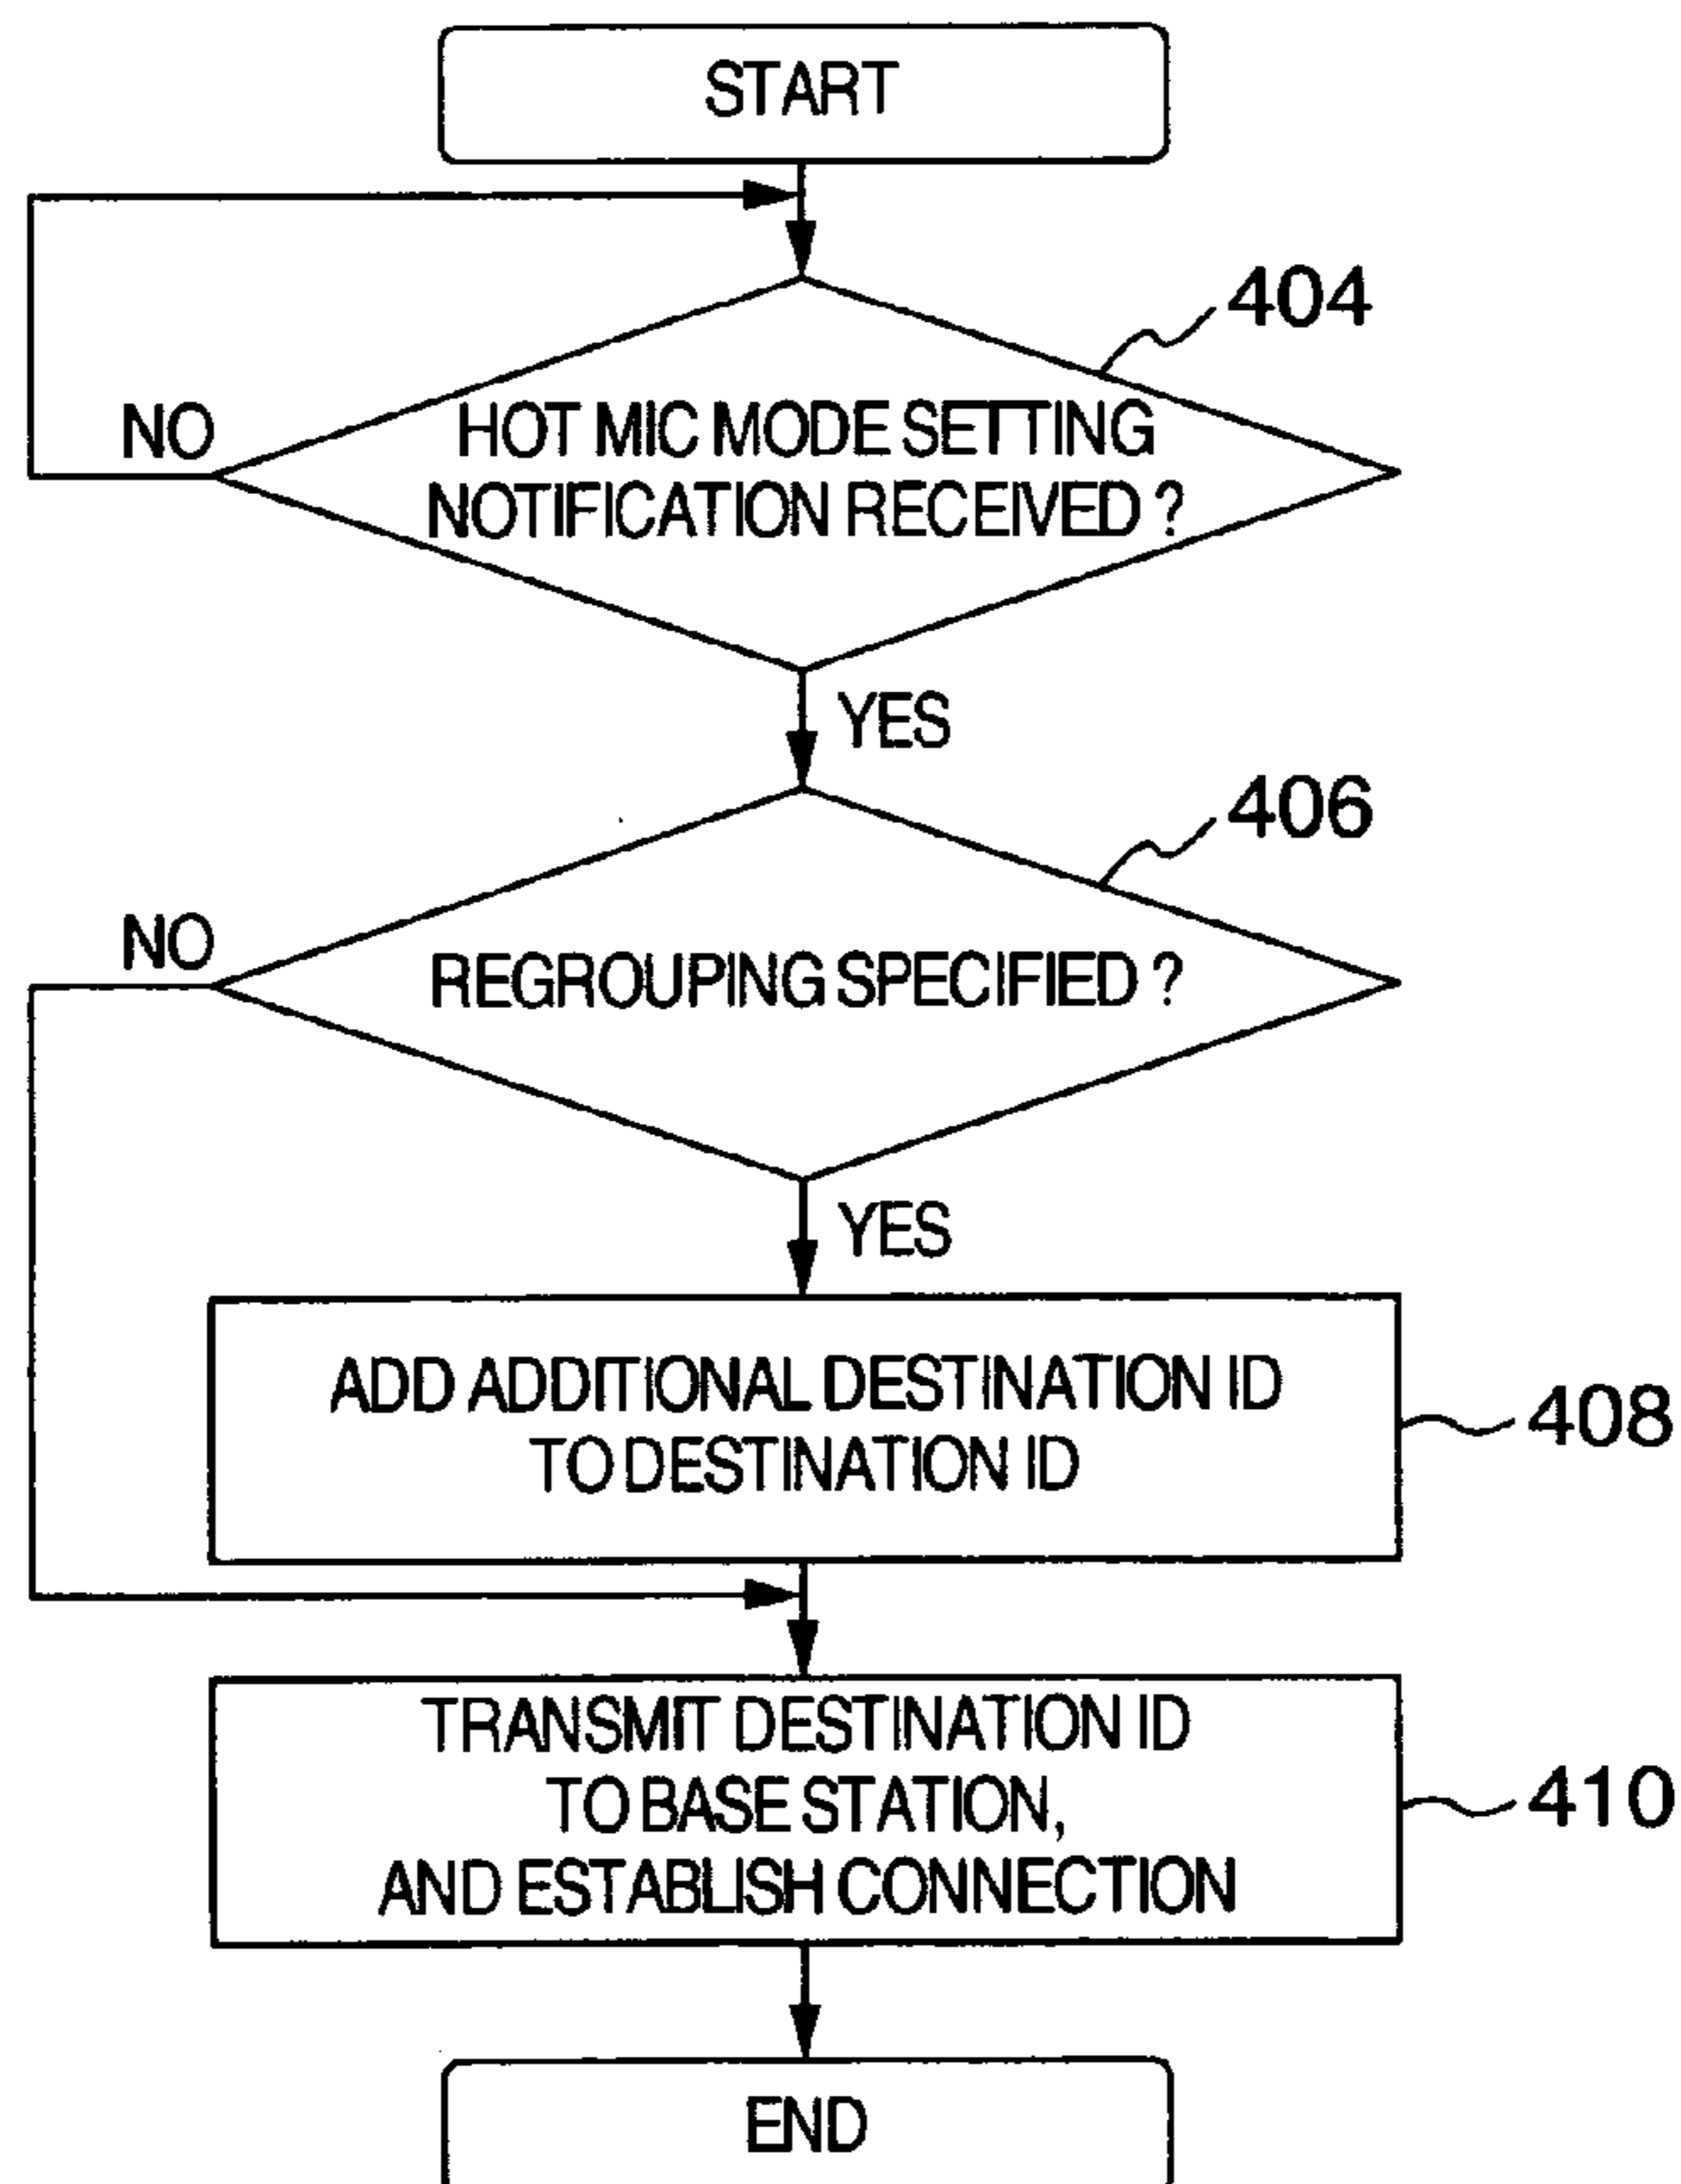 START
404
NO
HOT MIC MODE SETTING
NOTIFICATION RECEIVED ?
YES
406
NO
REGROUPING SPECIFIED ?
YES
ADD ADDITIONAL DESTINATION ID
TO DESTINATION ID
408
TRANSMIT DESTINATION ID
TO BASE STATION,
AND ESTABLISH CONNECTION
410
END